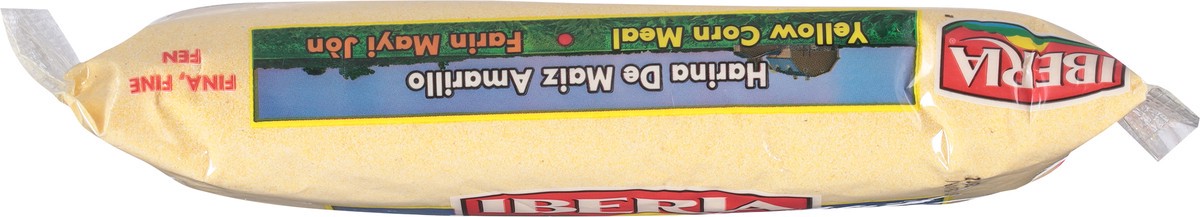 IBERIA
Harina De Maiz Amarillo
Yellow Corn Meal • Farin Mayi Jòn
FINA, FINE
FEN
IBERIA